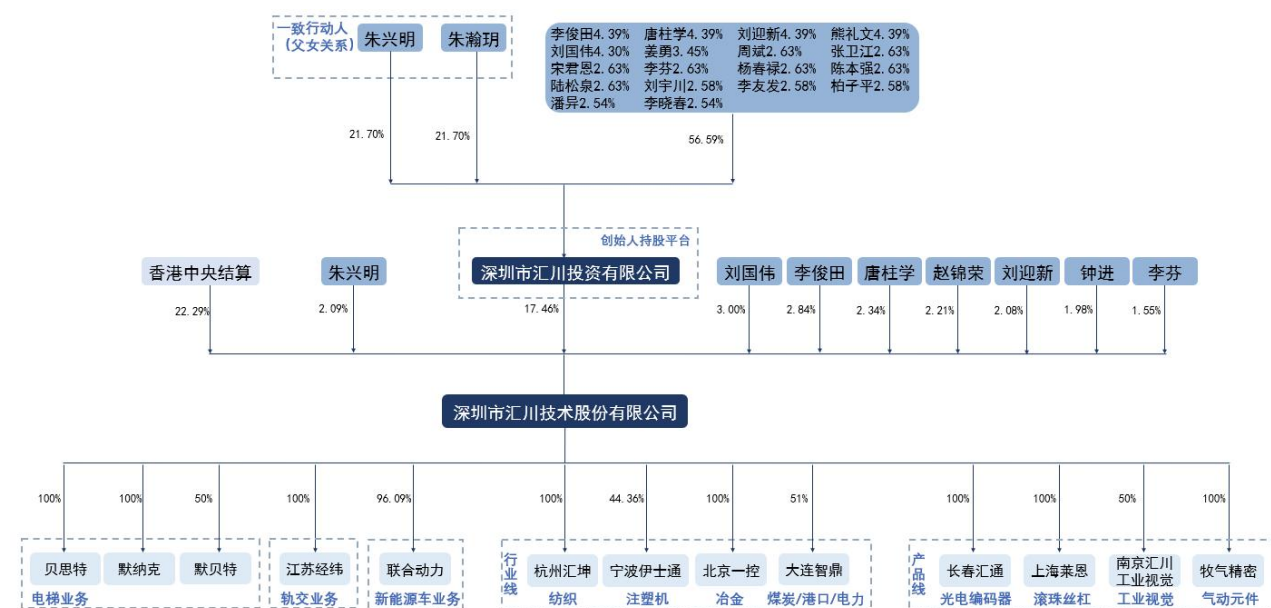 一致行动人
（父女关系）
朱兴明
朱瀚玥
李俊田4.39% 唐柱学4.39% 刘迎新4.39% 熊礼文4.39%
刘国伟4.30% 姜勇3.45% 周斌2.63% 张卫江2.63%
宋君恩2.63% 李芬2.63% 杨春禄2.63% 陈本强2.63%
陆松泉2.63% 刘宇川2.58% 李友发2.58% 柏子平2.58%
潘异2.54% 李晓春2.54%
21.70%
21.70%
56.59%
创始人持股平台
香港中央结算
朱兴明
深圳市汇川投资有限公司
刘国伟
李俊田
唐柱学
赵锦荣
刘迎新
钟进
李芬
22.29%
2.09%
17.46%
3.00%
2.84%
2.34%
2.21%
2.08%
1.98%
1.55%
深圳市汇川技术股份有限公司
100%
100%
50%
100%
96.09%
100%
44.36%
100%
51%
100%
100%
50%
100%
贝思特
默纳克
默贝特
电梯业务
江苏经纬
轨交业务
联合动力
新能源车业务
行业线
杭州汇坤
宁波伊士通
北京一控
大连智鼎
纺织
注塑机
冶金
煤炭/港口/电力
产品线
长春汇通
上海莱恩
南京汇川
工业视觉
牧气精密
光电编码器
滚珠丝杠
工业视觉
气动元件